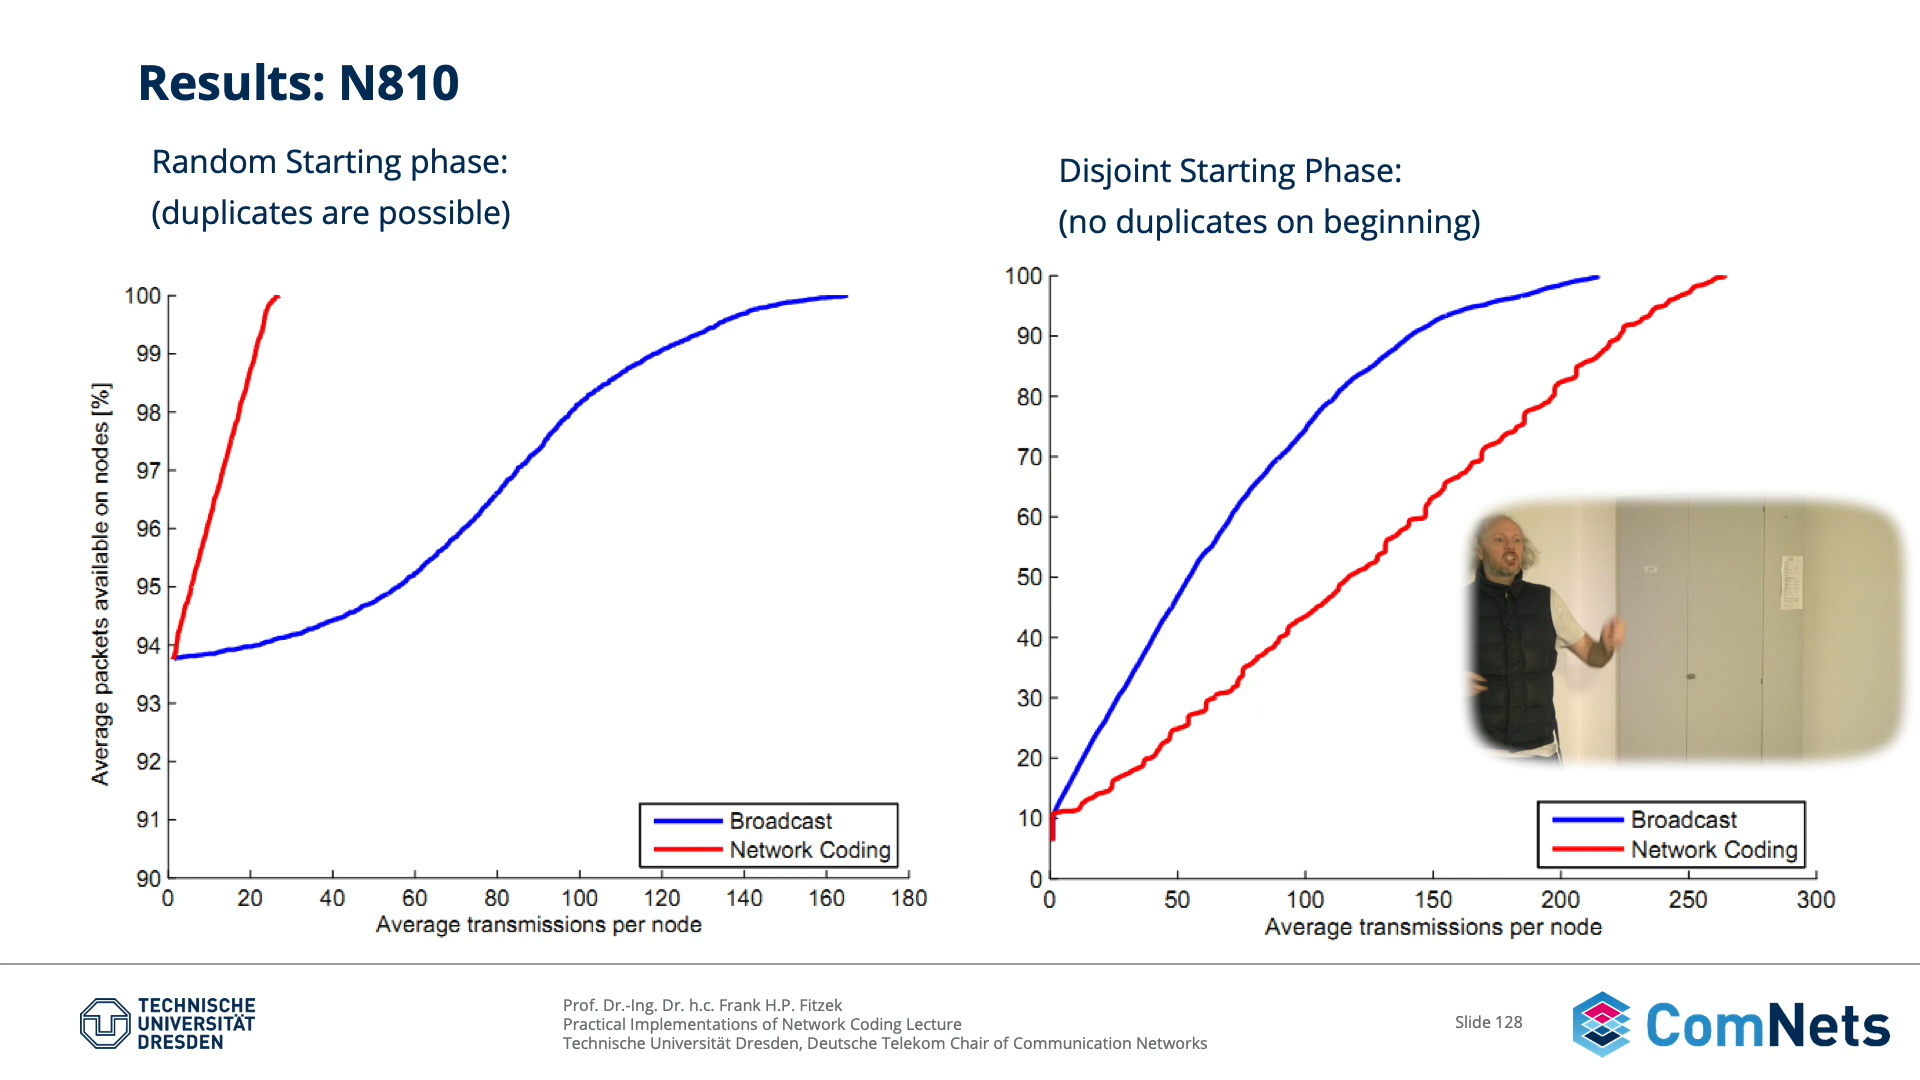 Results: N810
Random Starting phase:
(duplicates are possible)
Disjoint Starting Phase:
(no duplicates on beginning)
Average packets available on nodes [%]
100
99
98
97
96
95
94
93
92
91
90
0 20 40 60 80 100 120 140 160 180
Average transmissions per node
Broadcast
Network Coding
100
90
80
70
60
50
40
30
20
10
0
0 50 100 150 200 250 300
Average transmissions per node
Broadcast
Network Coding
TECHNISCHE
UNIVERSITÄT
DRESDEN
Prof. Dr.-Ing. Dr. h.c. Frank H.P. Fitzek
Practical Implementations of Network Coding Lecture
Technische Universität Dresden, Deutsche Telekom Chair of Communication Networks
Slide 128
ComNets